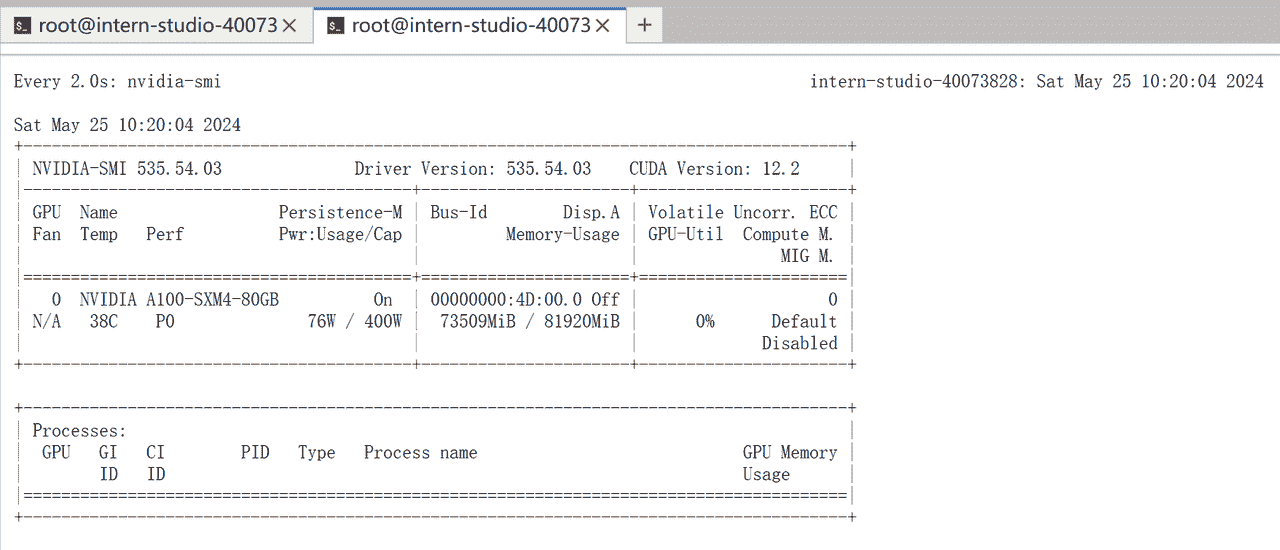 root@intern-studio-40073 × root@intern-studio-40073 × +
Every 2.0s: nvidia-smi intern-studio-40073828: Sat May 25 10:20:04 2024
Sat May 25 10:20:04 2024
+---------------------------------------------------------------------------------------+
| NVIDIA-SMI 535.54.03              Driver Version: 535.54.03    CUDA Version: 12.2     |
|-----------------------------------------+----------------------+----------------------+
| GPU  Name                 Persistence-M | Bus-Id        Disp.A | Volatile Uncorr. ECC |
| Fan  Temp   Perf          Pwr:Usage/Cap |         Memory-Usage | GPU-Util  Compute M. |
|                                         |                      |               MIG M. |
|=========================================+======================+======================|
|   0  NVIDIA A100-SXM4-80GB          On  | 00000000:4D:00.0 Off |                    0 |
| N/A   38C    P0              76W / 400W |  73509MiB / 81920MiB |      0%      Default |
|                                         |                      |             Disabled |
+-----------------------------------------+----------------------+----------------------+
+---------------------------------------------------------------------------------------+
| Processes:                                                                            |
|  GPU   GI   CI        PID   Type   Process name                            GPU Memory |
|        ID   ID                                                             Usage      |
|=======================================================================================|
+---------------------------------------------------------------------------------------+